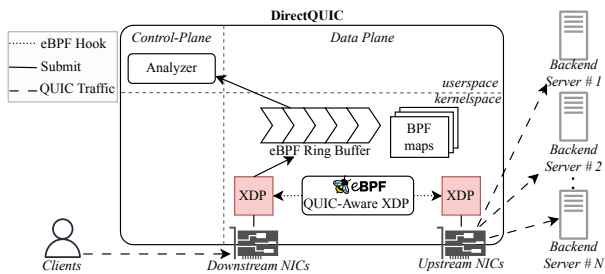 DirectQUIC
eBPF Hook
Submit
QUIC Traffic
Control-Plane
Data Plane
Analyzer
userspace
kernelspace
eBPF Ring Buffer
BPF
maps
XDP
eBPF
QUIC-Aware XDP
XDP
Clients
Downstream NICs
Upstream NICs
Backend
Server # 1
Backend
Server # 2
Backend
Server # N